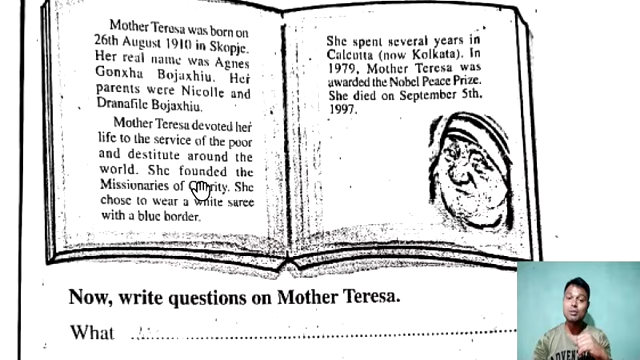 Mother Teresa was born on
26th August 1910 in Skopje.
Her real name was Agnes
Gonxha Bojaxhiu. Her
parents were Nicolle and
Dranafile Bojaxhiu.
Mother Teresa devoted her
life to the service of the poor
and destitute around the
world. She founded the
Missionaries of Charity. She
chose to wear a white saree
with a blue border.
She spent several years in
Calcutta (now Kolkata). In
1979, Mother Teresa was
awarded the Nobel Peace Prize.
She died on September 5th,
1997.
Now, write questions on Mother Teresa.
What